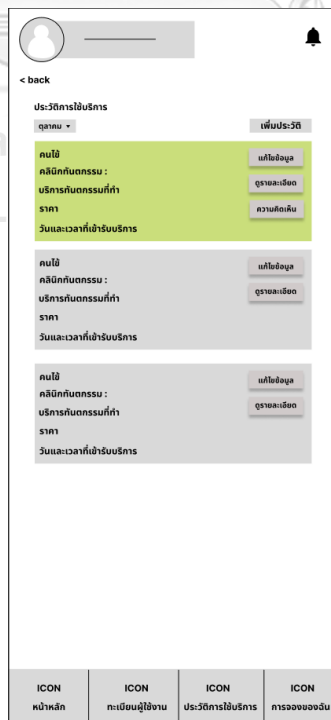 < back
ประวัติการใช้บริการ
ตุลาคม
เพิ่มประวัติ
คนไข้
แก้ไขข้อมูล
คลินิกทันตกรรม :
ดูรายละเอียด
บริการทันตกรรมที่ทำ
ราคา
ความคิดเห็น
วันและเวลาที่เข้ารับบริการ
คนไข้
แก้ไขข้อมูล
คลินิกทันตกรรม :
ดูรายละเอียด
บริการทันตกรรมที่ทำ
ราคา
วันและเวลาที่เข้ารับบริการ
คนไข้
แก้ไขข้อมูล
คลินิกทันตกรรม :
ดูรายละเอียด
บริการทันตกรรมที่ทำ
ราคา
วันและเวลาที่เข้ารับบริการ
ICON ICON ICON ICON
หน้าหลัก ทะเบียนผู้ใช้งาน ประวัติการใช้บริการ การจองของฉัน